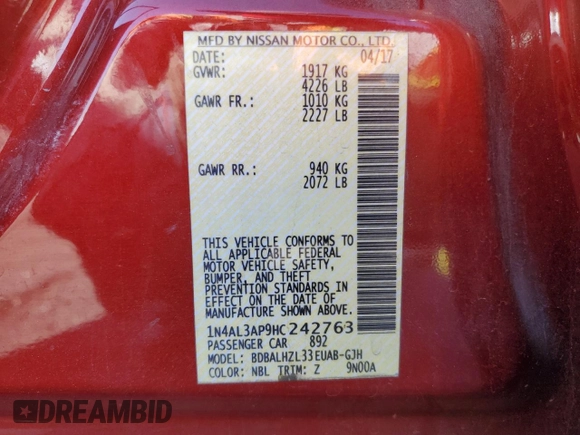 MFD BY NISSAN MOTOR CO., LTD.
DATE: 04/17
GVWR: 1917 KG
4226 LB
GAWR FR.: 1010 KG
2227 LB
GAWR RR.: 940 KG
2072 LB
THIS VEHICLE CONFORMS TO
ALL APPLICABLE FEDERAL
MOTOR VEHICLE SAFETY,
BUMPER, AND THEFT
PREVENTION STANDARDS IN
EFFECT ON THE DATE OF
MANUFACTURE SHOWN ABOVE.
1N4AL3AP9HC242763
PASSENGER CAR 892 U
MODEL: BDBALHZL33EUAB-GJH
COLOR: NBL TRIM: Z 9N00A
DREAMBID